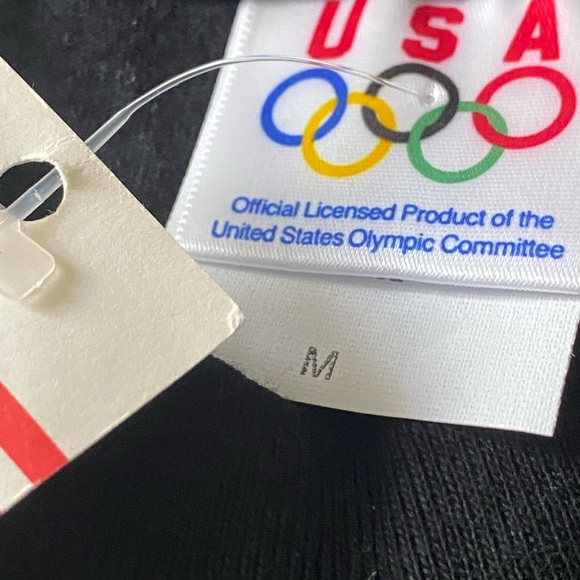 USA
Official Licensed Product of the
United States Olympic Committee
M